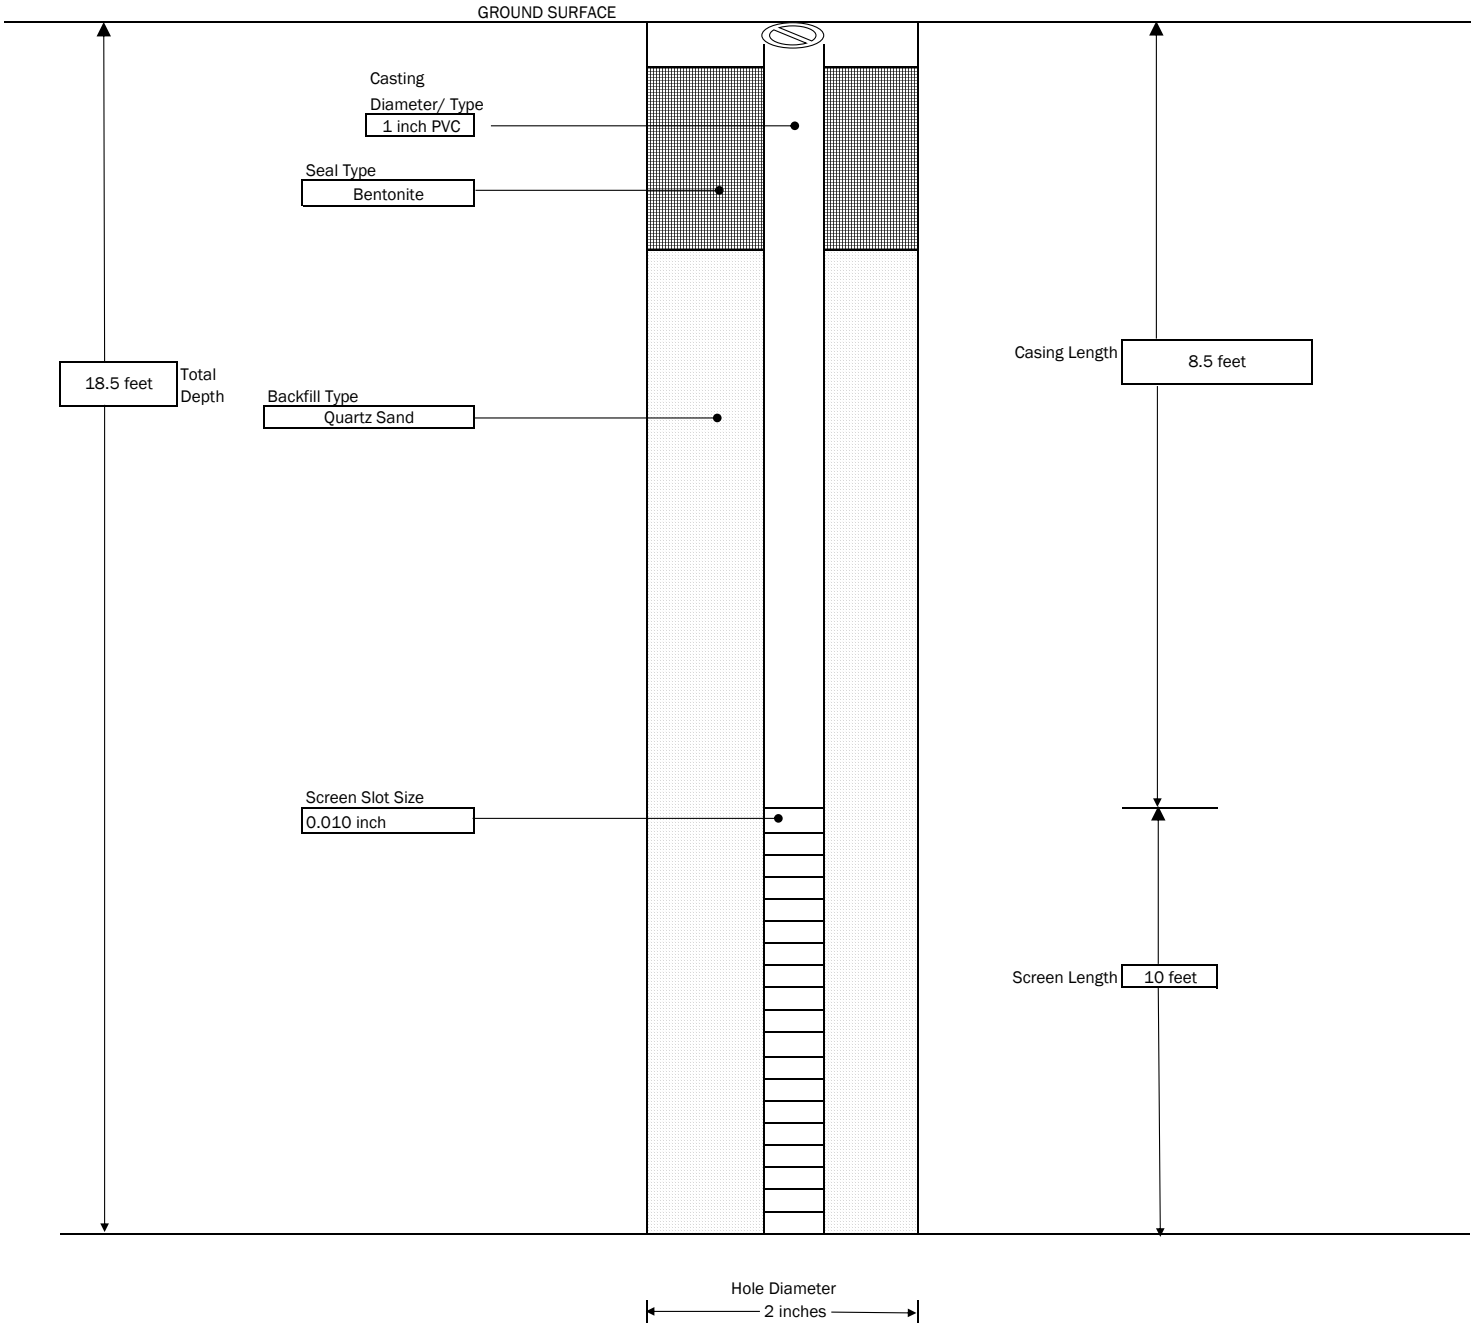 GROUND SURFACE
Casting
Diameter/ Type
1 inch PVC
Seal Type
Bentonite
Casing Length
8.5 feet
18.5 feet
Total
Depth
Backfill Type
Quartz Sand
Screen Slot Size
0.010 inch
Screen Length
10 feet
Hole Diameter
2 inches